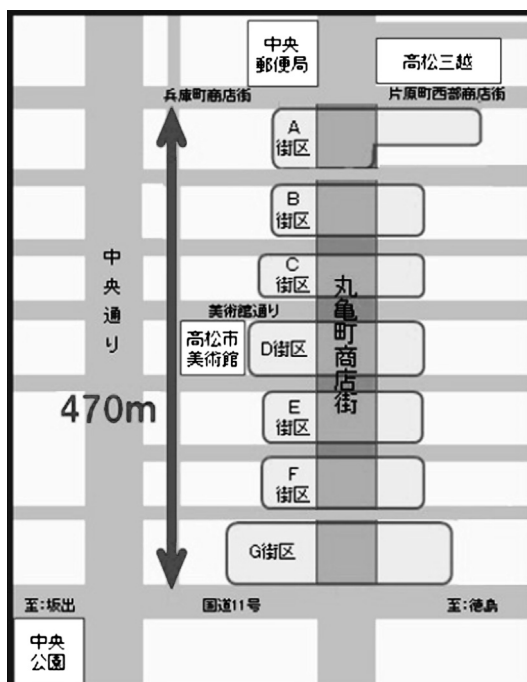 中央
郵便局
高松三越
兵庫町商店街
片原町西部商店街
A
街区
B
街区
C
街区
中央通り
美術館通り
丸亀町商店街
高松市
美術館
D街区
470m
E
街区
F
街区
G街区
至:坂出
国道11号
至:徳島
中央
公園